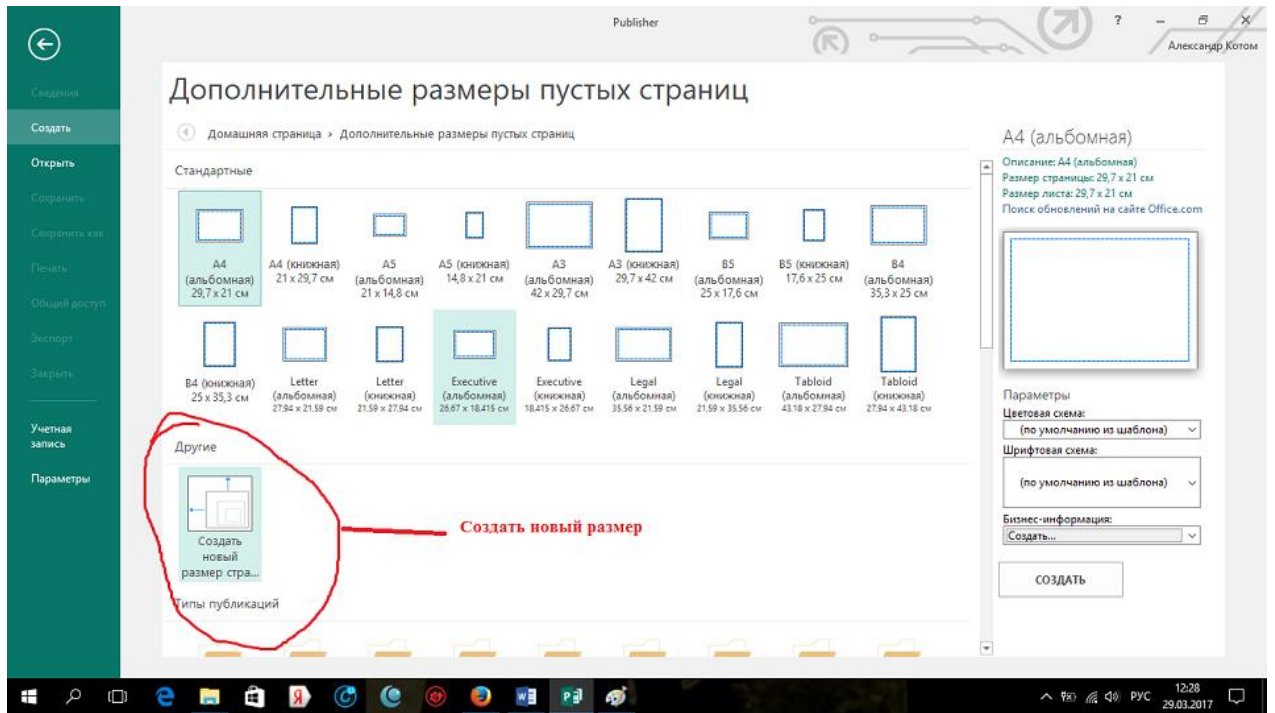 Publisher
?
Александр Котом
Сведения
Создать
Открыть
Сохранить
Сохранить как
Печать
Общий доступ
Экспорт
Закрыть
Учетная
запись
Параметры
Дополнительные размеры пустых страниц
Домашняя страница › Дополнительные размеры пустых страниц
Стандартные
A4
(альбомная)
29,7 x 21 см
A4 (книжная)
21 x 29,7 см
A5
(альбомная)
21 x 14,8 см
A5 (книжная)
14,8 x 21 см
A3
(альбомная)
42 x 29,7 см
A3 (книжная)
29,7 x 42 см
B5
(альбомная)
25 x 17,6 см
B5 (книжная)
17,6 x 25 см
B4
(альбомная)
35,3 x 25 см
B4 (книжная)
25 x 35,3 см
Letter
(альбомная)
27,94 x 21,59 см
Letter
(книжная)
21,59 x 27,94 см
Executive
(альбомная)
26,67 x 18,415 см
Executive
(книжная)
18,415 x 26,67 см
Legal
(альбомная)
35,56 x 21,59 см
Legal
(книжная)
21,59 x 35,56 см
Tabloid
(альбомная)
43,18 x 27,94 см
Tabloid
(книжная)
27,94 x 43,18 см
Другие
Создать
новый
размер стра...
Создать новый размер
Типы публикаций
A4 (альбомная)
Описание: A4 (альбомная)
Размер страницы: 29,7 x 21 см
Размер листа: 29,7 x 21 см
Поиск обновлений на сайте Office.com
Параметры
Цветовая схема:
(по умолчанию из шаблона)
Шрифтовая схема:
(по умолчанию из шаблона)
Бизнес-информация:
Создать...
СОЗДАТЬ
РУС
12:28
29.03.2017